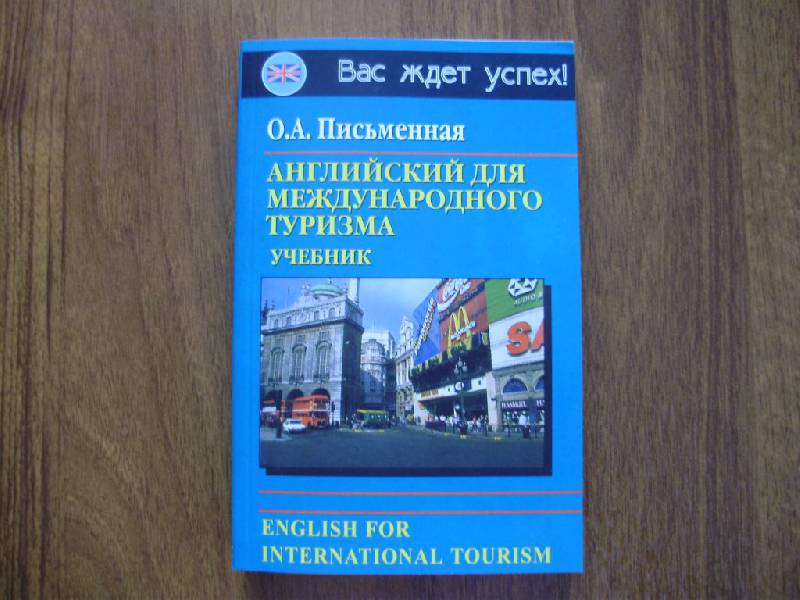 Вас ждет успех!
О.А. Письменная
АНГЛИЙСКИЙ ДЛЯ
МЕЖДУНАРОДНОГО
ТУРИЗМА
УЧЕБНИК
ENGLISH FOR
INTERNATIONAL TOURISM